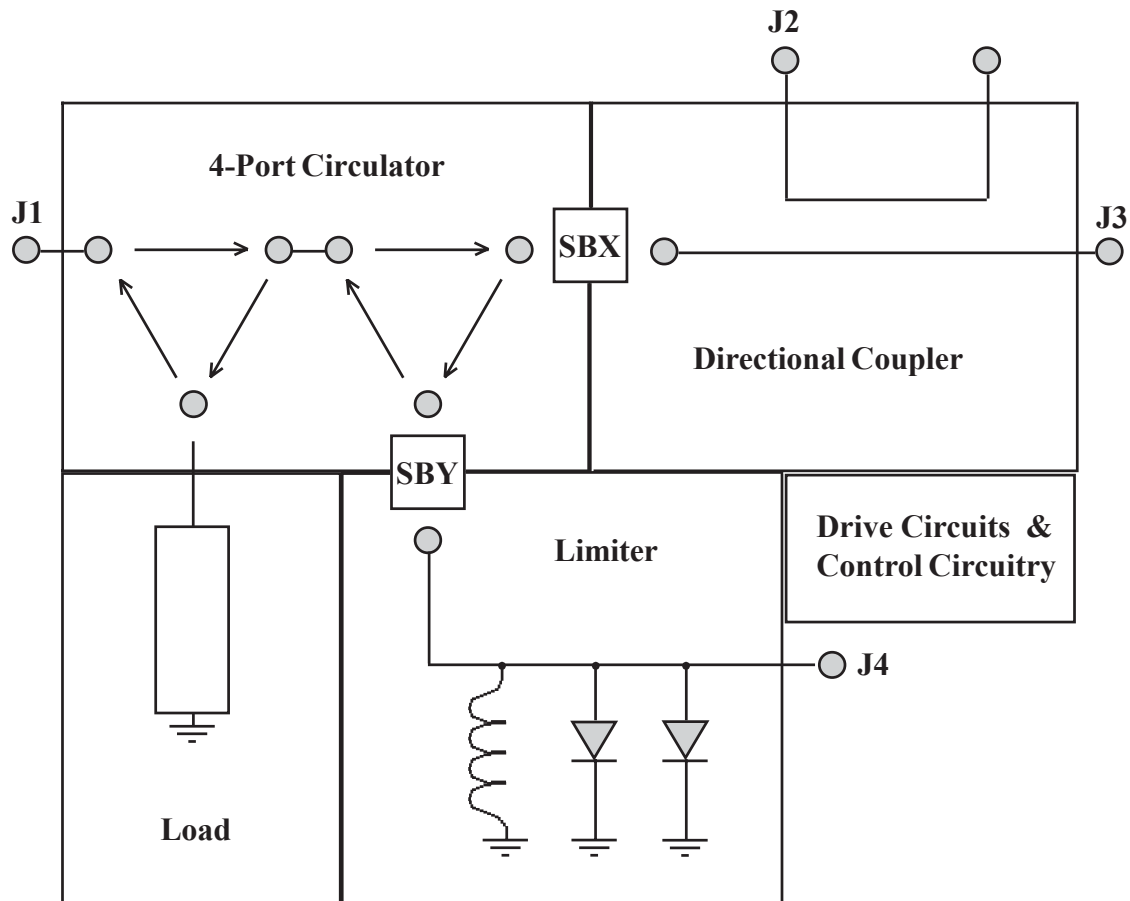 J2
4-Port Circulator
J1
J3
SBX
Directional Coupler
SBY
Drive Circuits &
Control Circuitry
Limiter
J4
Load